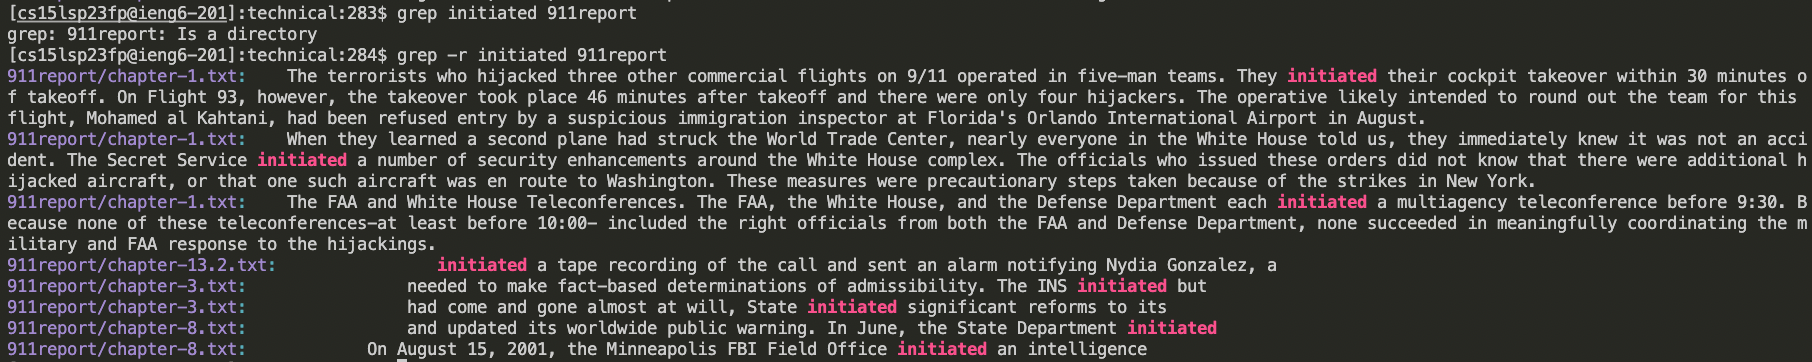 [cs15lsp23fp@ieng6-201]:technical:283$ grep initiated 911report
grep: 911report: Is a directory
[cs15lsp23fp@ieng6-201]:technical:284$ grep -r initiated 911report
911report/chapter-1.txt:    The terrorists who hijacked three other commercial flights on 9/11 operated in five-man teams. They initiated their cockpit takeover within 30 minutes o
f takeoff. On Flight 93, however, the takeover took place 46 minutes after takeoff and there were only four hijackers. The operative likely intended to round out the team for this
flight, Mohamed al Kahtani, had been refused entry by a suspicious immigration inspector at Florida's Orlando International Airport in August.
911report/chapter-1.txt:    When they learned a second plane had struck the World Trade Center, nearly everyone in the White House told us, they immediately knew it was not an acci
dent. The Secret Service initiated a number of security enhancements around the White House complex. The officials who issued these orders did not know that there were additional h
ijacked aircraft, or that one such aircraft was en route to Washington. These measures were precautionary steps taken because of the strikes in New York.
911report/chapter-1.txt:    The FAA and White House Teleconferences. The FAA, the White House, and the Defense Department each initiated a multiagency teleconference before 9:30. B
ecause none of these teleconferences-at least before 10:00- included the right officials from both the FAA and Defense Department, none succeeded in meaningfully coordinating the m
ilitary and FAA response to the hijackings.
911report/chapter-13.2.txt:                initiated a tape recording of the call and sent an alarm notifying Nydia Gonzalez, a
911report/chapter-3.txt:                needed to make fact-based determinations of admissibility. The INS initiated but
911report/chapter-3.txt:                had come and gone almost at will, State initiated significant reforms to its
911report/chapter-8.txt:                and updated its worldwide public warning. In June, the State Department initiated
911report/chapter-8.txt:            On August 15, 2001, the Minneapolis FBI Field Office initiated an intelligence